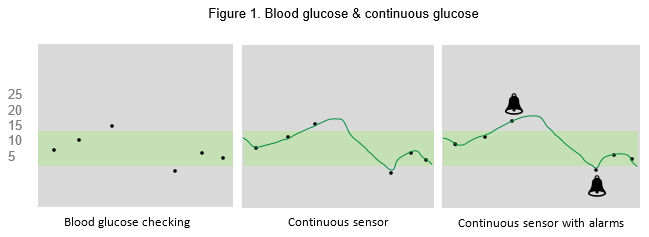 Figure 1. Blood glucose & continuous glucose
25
20
15
10
5
Blood glucose checking
Continuous sensor
Continuous sensor with alarms